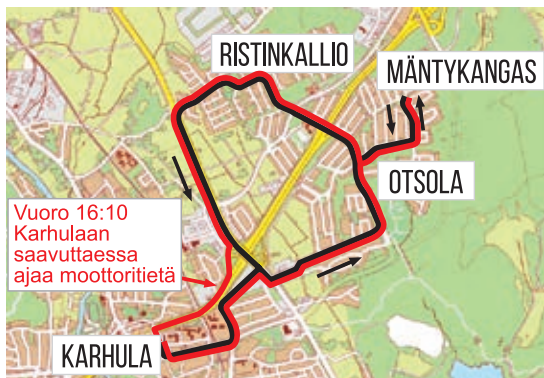 RISTINKALLIO
MÄNTYKANGAS
OTSOLA
Vuoro 16:10
Karhulaan
saavuttaessa
ajaa moottoritietä
KARHULA